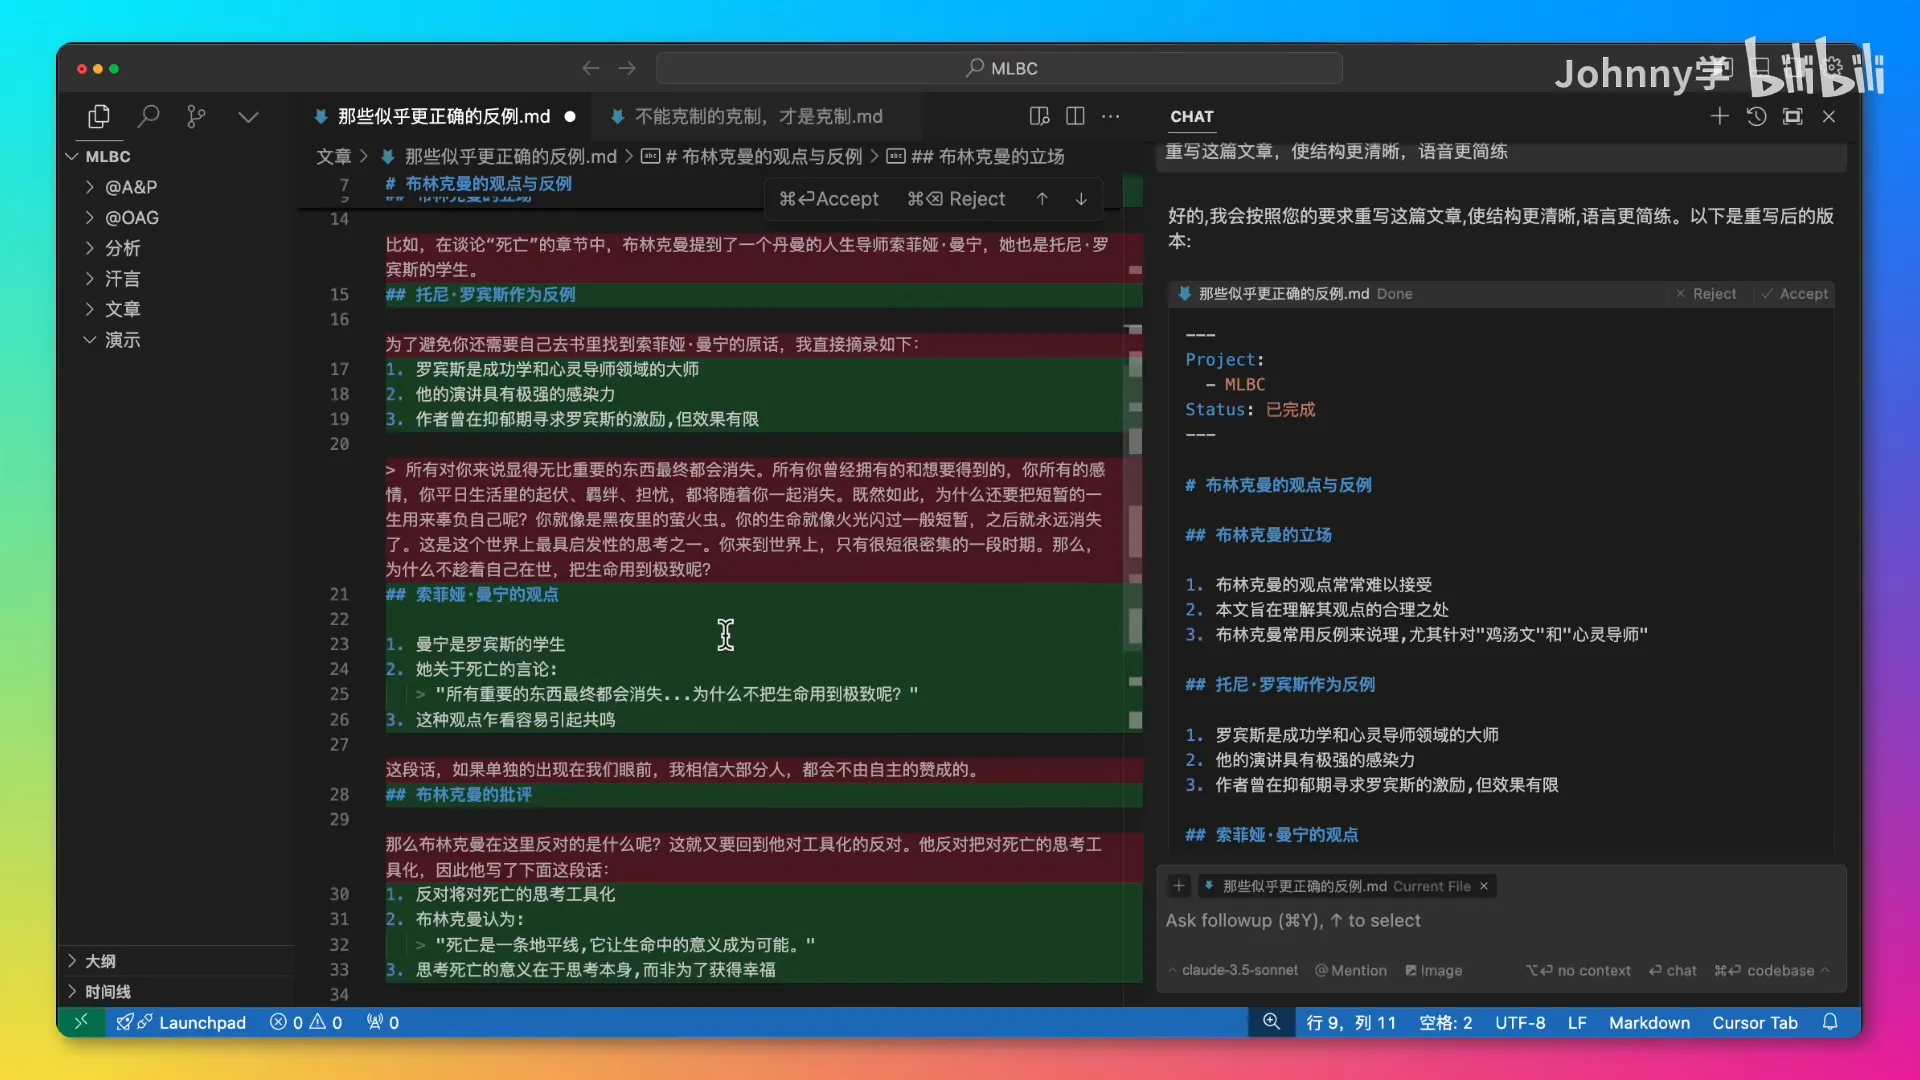 MLBC
Johnny学
bilibili
那些似乎更正确的反例.md
不能克制的克制，才是克制.md
CHAT
MLBC
@A&P
@OAG
分析
汗言
文章
演示
大纲
时间线
文章 > 那些似乎更正确的反例.md > # 布林克曼的观点与反例 > ## 布林克曼的立场
7 # 布林克曼的观点与反例
9 ## 布林克曼的立场
⌘⏎Accept ⌘⌫ Reject ↑ ↓
14
比如，在谈论“死亡”的章节中，布林克曼提到了一个丹麦的人生导师索菲娅·曼宁，她也是托尼·罗
宾斯的学生。
15 ## 托尼·罗宾斯作为反例
16
为了避免你还需要自己去书里找到索菲娅·曼宁的原话，我直接摘录如下：
17 1. 罗宾斯是成功学和心灵导师领域的大师
18 2. 他的演讲具有极强的感染力
19 3. 作者曾在抑郁期寻求罗宾斯的激励,但效果有限
20
> 所有对你来说显得无比重要的东西最终都会消失。所有你曾经拥有的和想要得到的，你所有的感
情，你平日生活里的起伏、羁绊、担忧，都将随着你一起消失。既然如此，为什么还要把短暂的一
生用来辜负自己呢？你就像是黑夜里的萤火虫。你的生命就像火光闪过一般短暂，之后就永远消失
了。这是这个世界上最具启发性的思考之一。你来到世界上，只有很短很密集的一段时期。那么，
为什么不趁着自己在世，把生命用到极致呢？
21 ## 索菲娅·曼宁的观点
22
23 1. 曼宁是罗宾斯的学生
24 2. 她关于死亡的言论:
25 > "所有重要的东西最终都会消失...为什么不把生命用到极致呢？"
26 3. 这种观点乍看容易引起共鸣
27
这段话，如果单独的出现在我们眼前，我相信大部分人，都会不由自主的赞成的。
28 ## 布林克曼的批评
29
那么布林克曼在这里反对的是什么呢？这就又要回到他对工具化的反对。他反对把对死亡的思考工
具化，因此他写了下面这段话：
30 1. 反对将对死亡的思考工具化
31 2. 布林克曼认为:
32 > "死亡是一条地平线,它让生命中的意义成为可能。"
33 3. 思考死亡的意义在于思考本身,而非为了获得幸福
34
重写这篇文章，使结构更清晰，语音更简练
好的,我会按照您的要求重写这篇文章,使结构更清晰,语言更简练。以下是重写后的版
本:
那些似乎更正确的反例.md Done × Reject ✓ Accept
---
Project:
- MLBC
Status: 已完成
---
# 布林克曼的观点与反例
## 布林克曼的立场
1. 布林克曼的观点常常难以接受
2. 本文旨在理解其观点的合理之处
3. 布林克曼常用反例来说理,尤其针对"鸡汤文"和"心灵导师"
## 托尼·罗宾斯作为反例
1. 罗宾斯是成功学和心灵导师领域的大师
2. 他的演讲具有极强的感染力
3. 作者曾在抑郁期寻求罗宾斯的激励,但效果有限
## 索菲娅·曼宁的观点
+ 那些似乎更正确的反例.md Current File ×
Ask followup (⌘Y), ↑ to select
claude-3.5-sonnet @ Mention Image ⌥⏎ no context ⏎ chat ⌘⏎ codebase
Launchpad 0 0 0 行 9，列 11 空格: 2 UTF-8 LF Markdown Cursor Tab